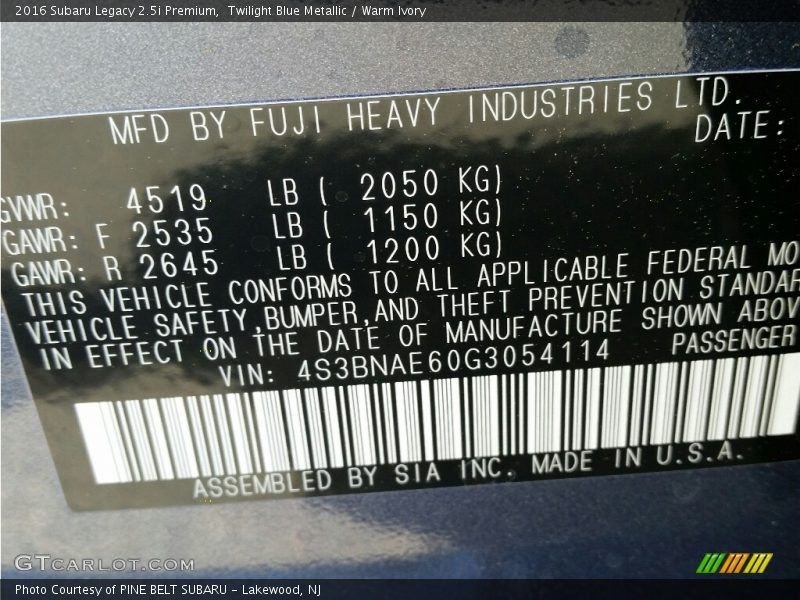 2016 Subaru Legacy 2.5i Premium,  Twilight Blue Metallic / Warm Ivory
MFD BY FUJI HEAVY INDUSTRIES LTD.
DATE:
GVWR: 4519 LB ( 2050 KG)
GAWR: F 2535 LB ( 1150 KG)
GAWR: R 2645 LB ( 1200 KG)
THIS VEHICLE CONFORMS TO ALL APPLICABLE FEDERAL MO
VEHICLE SAFETY,BUMPER,AND THEFT PREVENTION STANDAR
IN EFFECT ON THE DATE OF MANUFACTURE SHOWN ABOV
VIN: 4S3BNAE60G3054114 PASSENGER
ASSEMBLED BY SIA INC. MADE IN U.S.A.
GTCARLOT.COM
Photo Courtesy of PINE BELT SUBARU - Lakewood, NJ